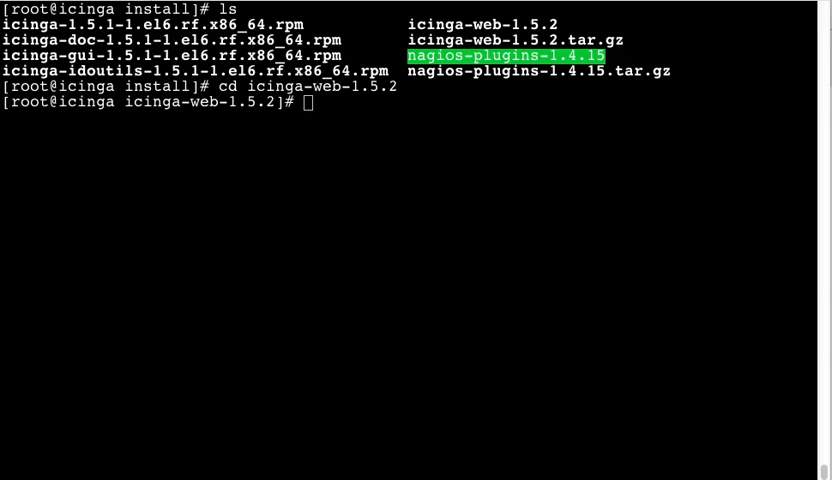 [root@icinga install]# ls
icinga-1.5.1-1.el6.rf.x86_64.rpm icinga-web-1.5.2
icinga-doc-1.5.1-1.el6.rf.x86_64.rpm icinga-web-1.5.2.tar.gz
icinga-gui-1.5.1-1.el6.rf.x86_64.rpm nagios-plugins-1.4.15
icinga-idoutils-1.5.1-1.el6.rf.x86_64.rpm nagios-plugins-1.4.15.tar.gz
[root@icinga install]# cd icinga-web-1.5.2
[root@icinga icinga-web-1.5.2]#